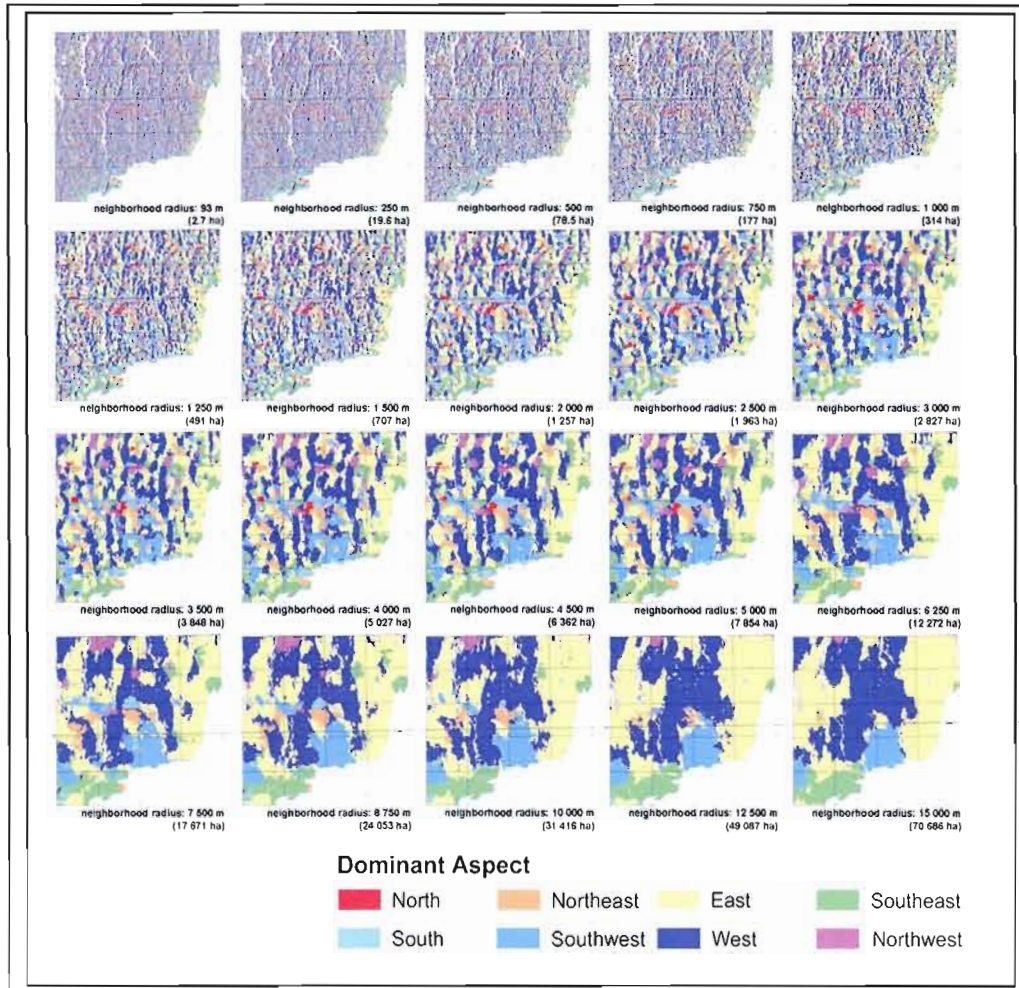 neighborhood radius: 93 m
(2.7 ha)
neighborhood radius: 250 m
(19.6 ha)
neighborhood radius: 500 m
(78.5 ha)
neighborhood radius: 750 m
(177 ha)
neighborhood radius: 1 000 m
(314 ha)
neighborhood radius: 1 250 m
(491 ha)
neighborhood radius: 1 500 m
(707 ha)
neighborhood radius: 2 000 m
(1 257 ha)
neighborhood radius: 2 500 m
(1 963 ha)
neighborhood radius: 3 000 m
(2 827 ha)
neighborhood radius: 3 500 m
(3 848 ha)
neighborhood radius: 4 000 m
(5 027 ha)
neighborhood radius: 4 500 m
(6 362 ha)
neighborhood radius: 5 000 m
(7 854 ha)
neighborhood radius: 6 250 m
(12 272 ha)
neighborhood radius: 7 500 m
(17 671 ha)
neighborhood radius: 8 750 m
(24 053 ha)
neighborhood radius: 10 000 m
(31 416 ha)
neighborhood radius: 12 500 m
(49 087 ha)
neighborhood radius: 15 000 m
(70 686 ha)
Dominant Aspect
North Northeast East Southeast
South Southwest West Northwest